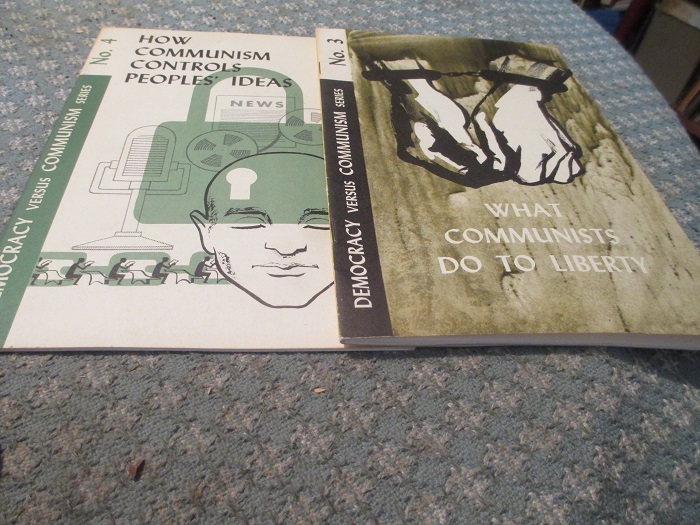 No. 4
HOW
COMMUNISM
CONTROLS
PEOPLES' IDEAS
NEWS
DEMOCRACY VERSUS COMMUNISM SERIES
No. 3
DEMOCRACY VERSUS COMMUNISM SERIES
WHAT
COMMUNISTS
DO TO LIBERTY